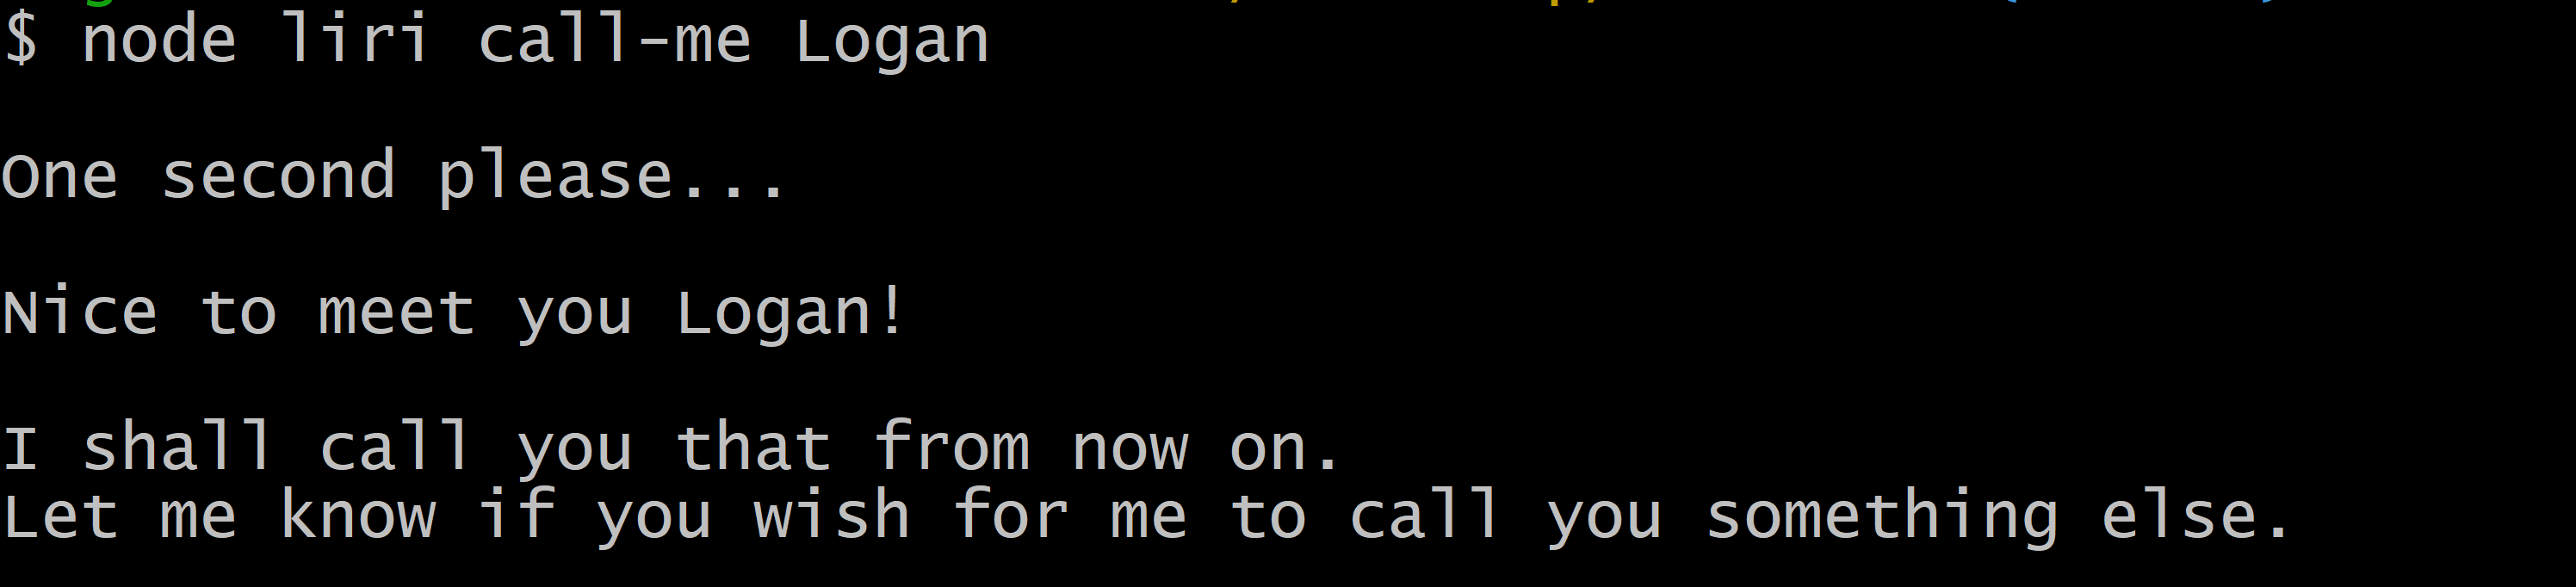 $ node liri call-me Logan
One second please...
Nice to meet you Logan!
I shall call you that from now on.
Let me know if you wish for me to call you something else.